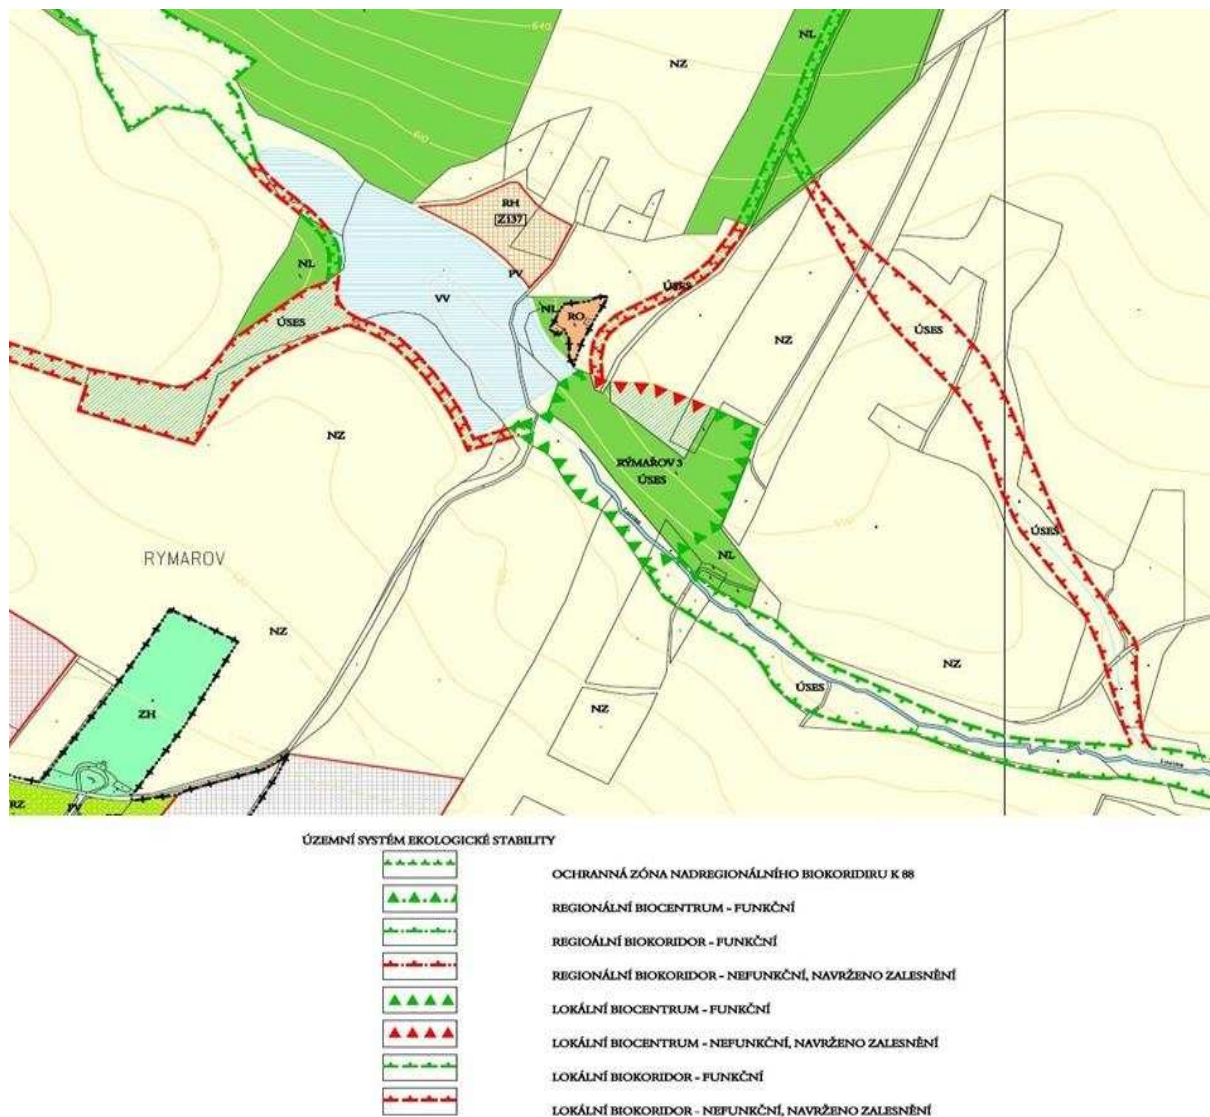 640
NL
NZ
610
RH
Z137
NL
PV
ÚSES
VV
NL
RO
ÚSES
ÚSES
NZ
NZ
RÝMAŘOV 3
ÚSES
ÚSES
NL
RYMAROV
NZ
NZ
ÚSES
NZ
ZH
RZ
PV
ÚZEMNÍ SYSTÉM EKOLOGICKÉ STABILITY
OCHRANNÁ ZÓNA NADREGIONÁLNÍHO BIOKORIDIRU K 88
REGIONÁLNÍ BIOCENTRUM - FUNKČNÍ
REGIOÁLNÍ BIOKORIDOR - FUNKČNÍ
REGIONÁLNÍ BIOKORIDOR - NEFUNKČNÍ, NAVRŽENO ZALESNĚNÍ
LOKÁLNÍ BIOCENTRUM - FUNKČNÍ
LOKÁLNÍ BIOCENTRUM - NEFUNKČNÍ, NAVRŽENO ZALESNĚNÍ
LOKÁLNÍ BIOKORIDOR - FUNKČNÍ
LOKÁLNÍ BIOKORIDOR - NEFUNKČNÍ, NAVRŽENO ZALESNĚNÍ